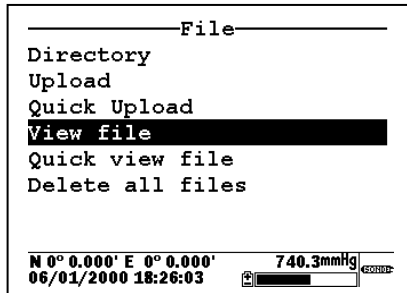 File
Directory
Upload
Quick Upload
View file
Quick view file
Delete all files
N 0° 0.000' E 0° 0.000' 740.3mmHg
06/01/2000 18:26:03 SONDE